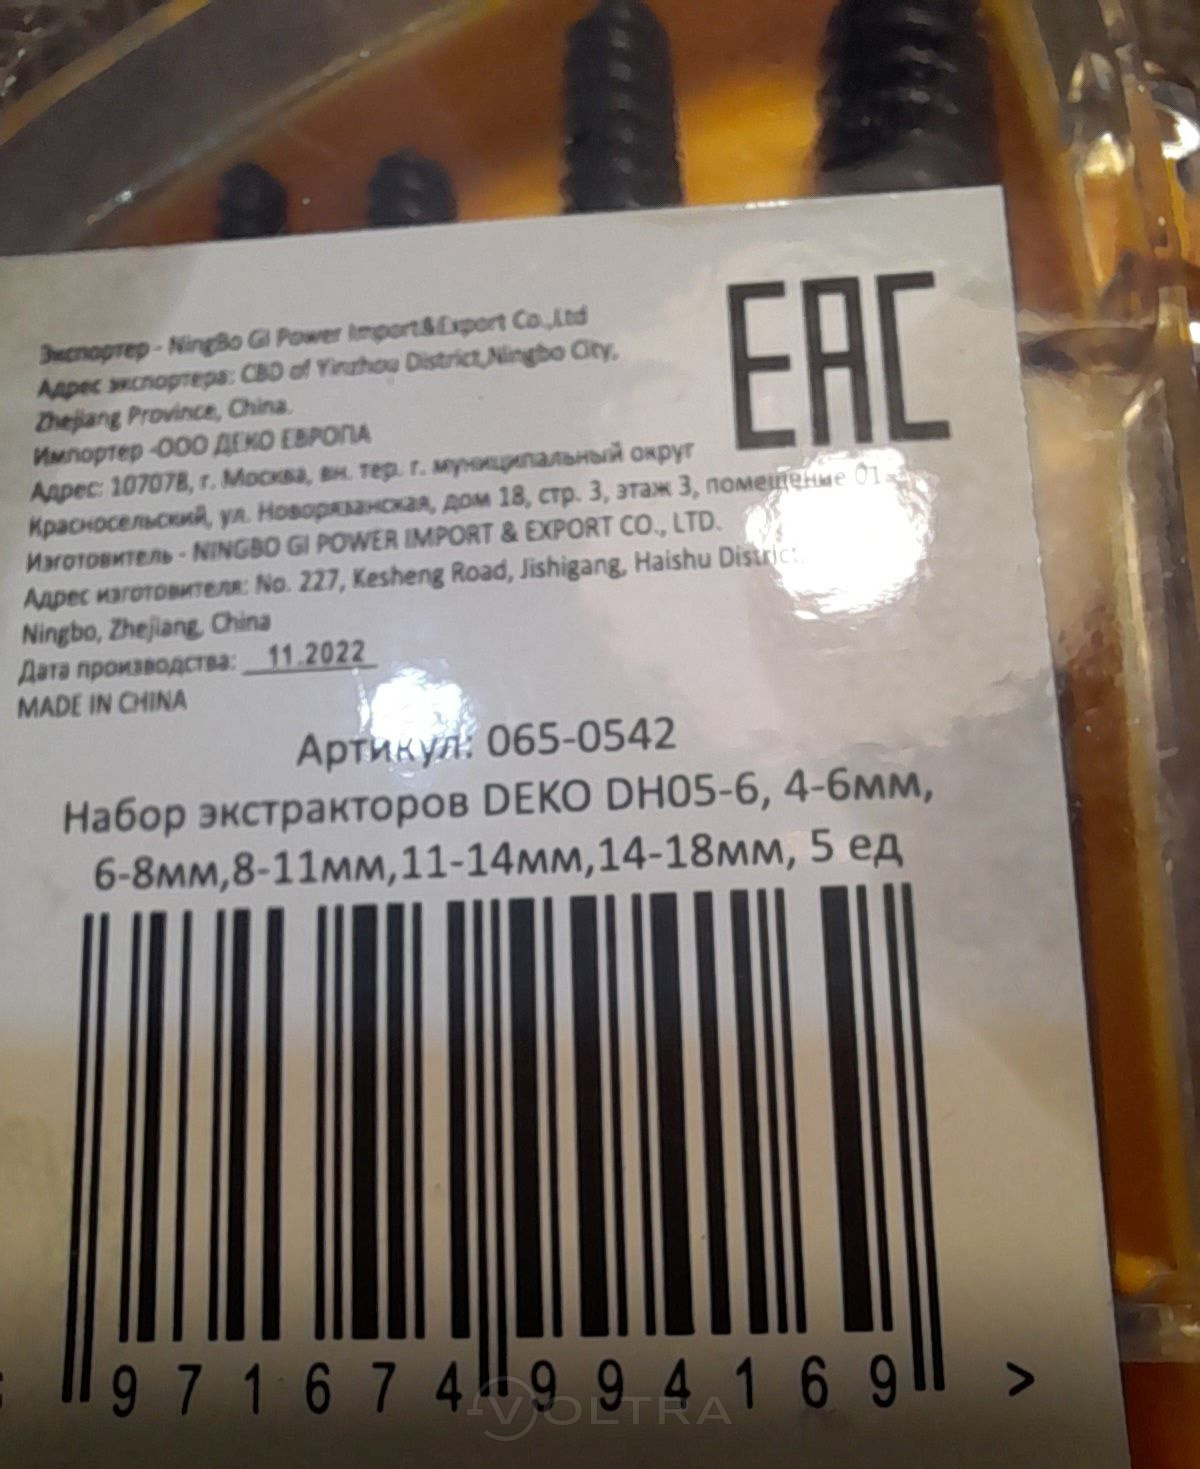 EAC
Экспортер - NingBo GI Power Import&Export Co.,Ltd
Адрес экспортера: CBD of Yinzhou District,Ningbo City,
Zhejiang Province, China.
Импортер -ООО ДЕКО ЕВРОПА
Адрес: 107078, г. Москва, вн. тер. г. муниципальный округ
Красносельский, ул. Новорязанская, дом 18, стр. 3, этаж 3, помещение 01
Изготовитель - NINGBO GI POWER IMPORT & EXPORT CO., LTD.
Адрес изготовителя: No. 227, Kesheng Road, Jishigang, Haishu District,
Ningbo, Zhejiang, China
Дата производства: 11.2022
MADE IN CHINA
Артикул: 065-0542
Набор экстракторов DEKO DH05-6, 4-6мм,
6-8мм,8-11мм,11-14мм,14-18мм, 5 ед
971674 994169 >
VOLTRA